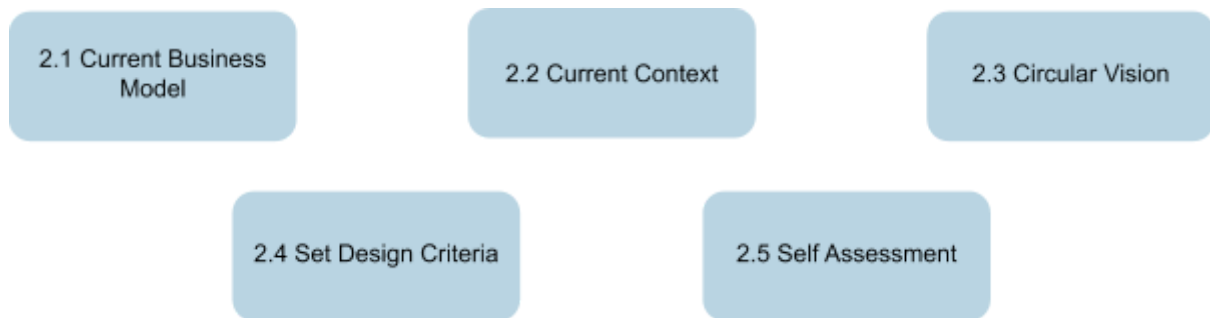 2.1 Current Business
Model
2.2 Current Context
2.3 Circular Vision
2.4 Set Design Criteria
2.5 Self Assessment